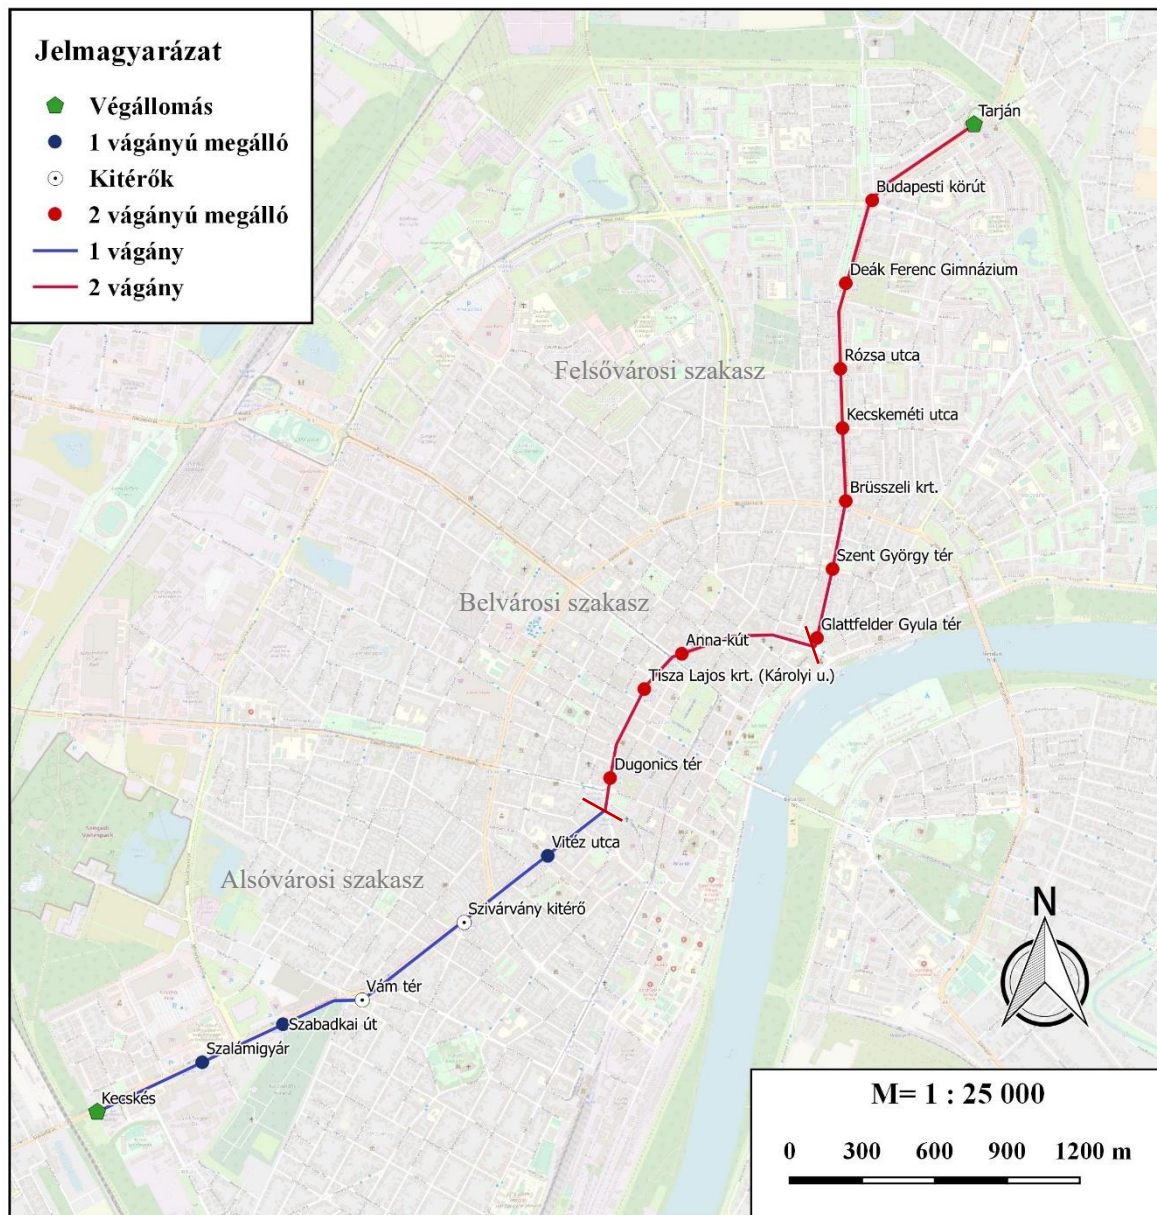 Jelmagyarázat
Végállomás
1 vágányú megálló
Kitérők
2 vágányú megálló
1 vágány
2 vágány
Tarján
Budapesti körút
Deák Ferenc Gimnázium
Rózsa utca
Felsővárosi szakasz
Kecskeméti utca
Brüsszeli krt.
Szent György tér
Belvárosi szakasz
Glattfelder Gyula tér
Anna-kút
Tisza Lajos krt. (Károlyi u.)
Dugonics tér
Vitéz utca
Alsóvárosi szakasz
Szivárvány kitérő
N
Vám tér
Szabadkai út
Szalámigyár
Kecskés
M= 1 : 25 000
0 300 600 900 1200 m